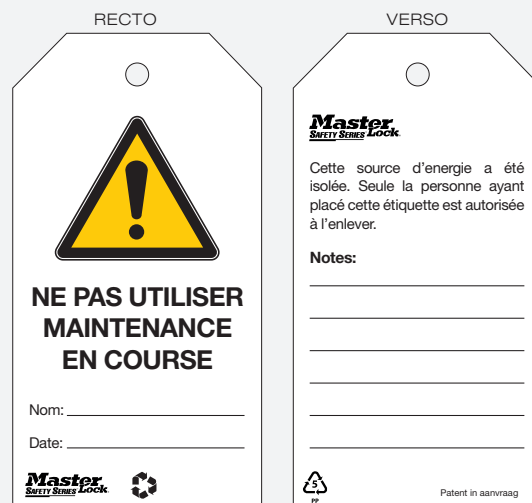 RECTO
NE PAS UTILISER
MAINTENANCE
EN COURSE
Nom:
Date:
Master Lock
SAFETY SERIES
VERSO
Master Lock
SAFETY SERIES
Cette source d'energie a été
isolée. Seule la personne ayant
placé cette étiquette est autorisée
à l'enlever.
Notes:
5
PP
Patent in aanvraag